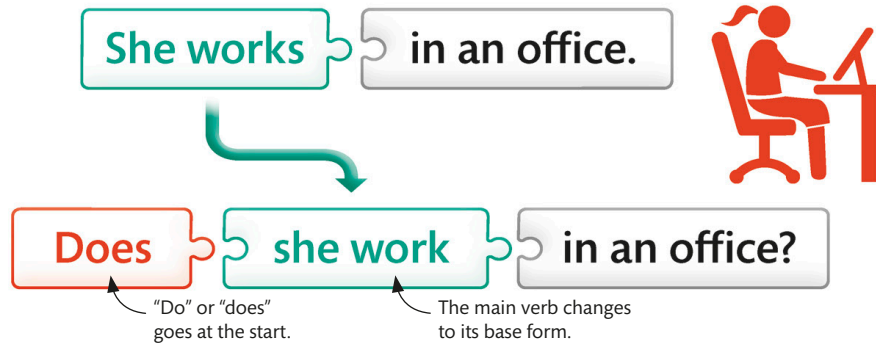 She works in an office.
Does she work in an office?
"Do" or "does"
goes at the start.
The main verb changes
to its base form.